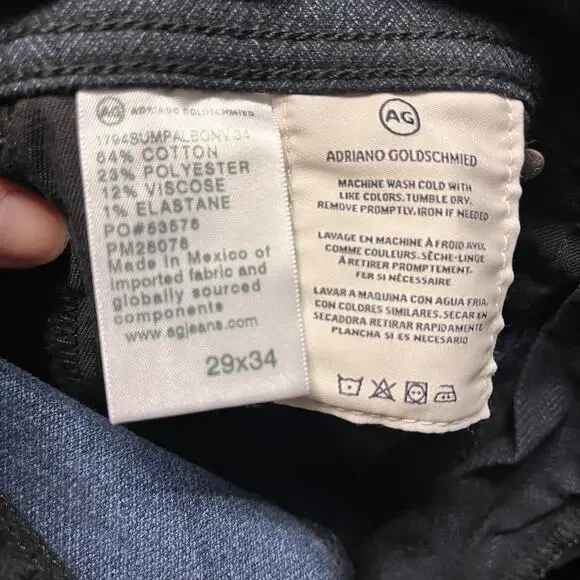 AG ADRIANO GOLDSCHMIED
1794SUMPALBONV 34
64% COTTON
23% POLYESTER
12% VISCOSE
1% ELASTANE
PO#53576
PM28078
Made in Mexico of
imported fabric and
globally sourced
components
www.agjeans.com
29x34
AG
ADRIANO GOLDSCHMIED
MACHINE WASH COLD WITH
LIKE COLORS. TUMBLE DRY.
REMOVE PROMPTLY. IRON IF NEEDED
LAVAGE EN MACHINE À FROID AVEC
COMME COULEURS. SÈCHE-LINGE
À RETIRER PROMPTEMENT.
FER SI NÉCESSAIRE
LAVAR A MAQUINA CON AGUA FRIA,
CON COLORES SIMILARES. SECAR EN
SECADORA RETIRAR RAPIDAMENTE
PLANCHA SI ES NECESARIO